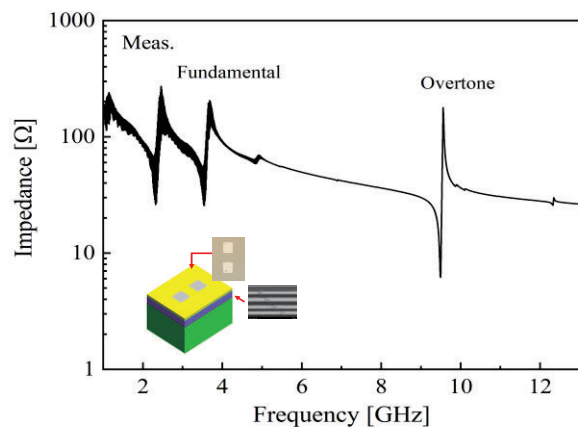 1000
Meas.
Fundamental
Overtone
100
10
1
Impedance [Ω]
2
4
6
8
10
12
Frequency [GHz]